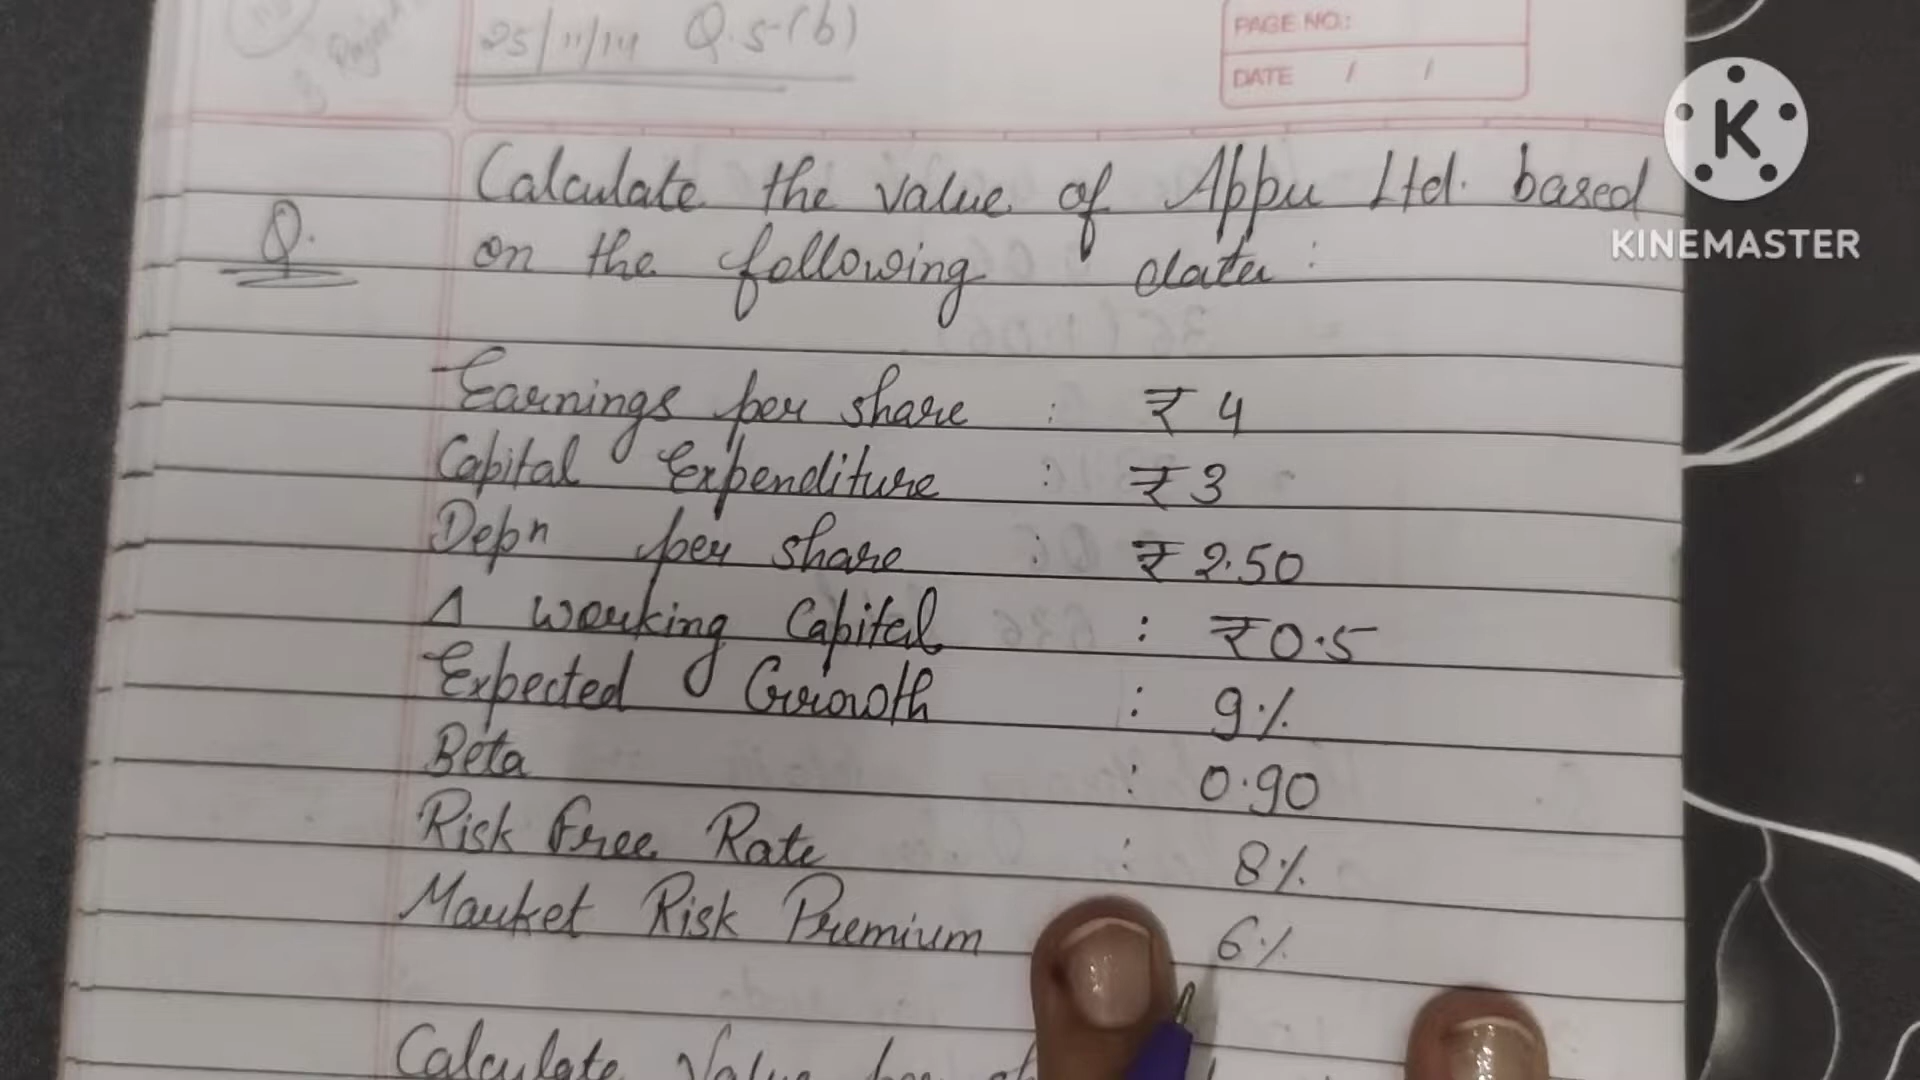 25/11/14 Q.5-(b)
PAGE NO.:
DATE / /
KINEMASTER
Q.
Calculate the value of Appu Ltd. based
on the following data:
Earnings per share : ₹ 4
Capital Expenditure : ₹ 3
Depn per share : ₹ 2.50
Δ working Capital : ₹0.5
Expected Growth : 9%
Beta : 0.90
Risk Free Rate : 8%
Market Risk Premium 6%
Calculate Value per